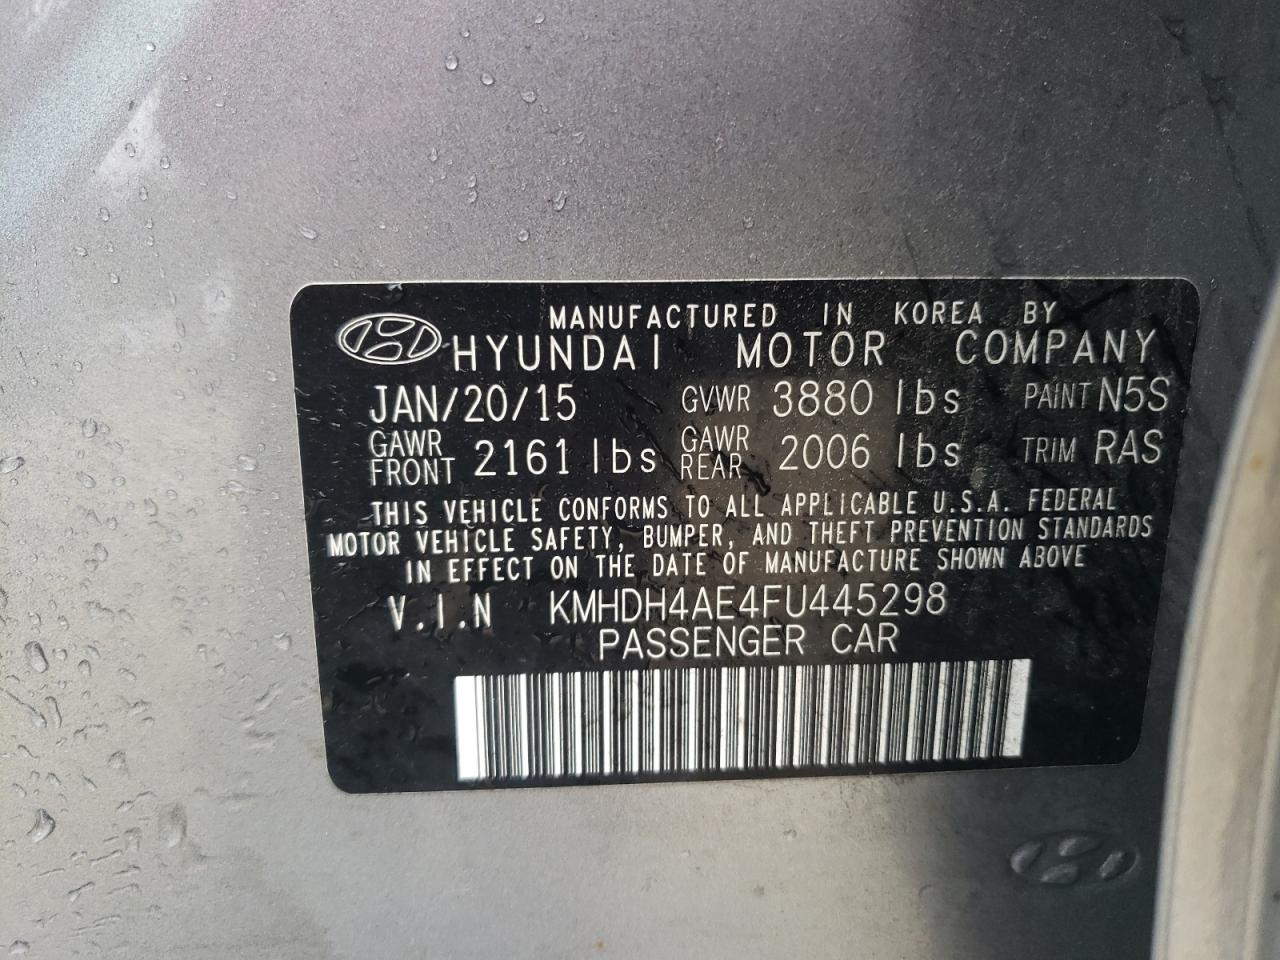 MANUFACTURED IN KOREA BY
HYUNDAI MOTOR COMPANY
JAN/20/15 GVWR 3880 lbs PAINT N5S
GAWR FRONT 2161 lbs GAWR REAR 2006 lbs TRIM RAS
THIS VEHICLE CONFORMS TO ALL APPLICABLE U.S.A. FEDERAL
MOTOR VEHICLE SAFETY, BUMPER, AND THEFT PREVENTION STANDARDS
IN EFFECT ON THE DATE OF MANUFACTURE SHOWN ABOVE
V.I.N KMHDH4AE4FU445298
PASSENGER CAR